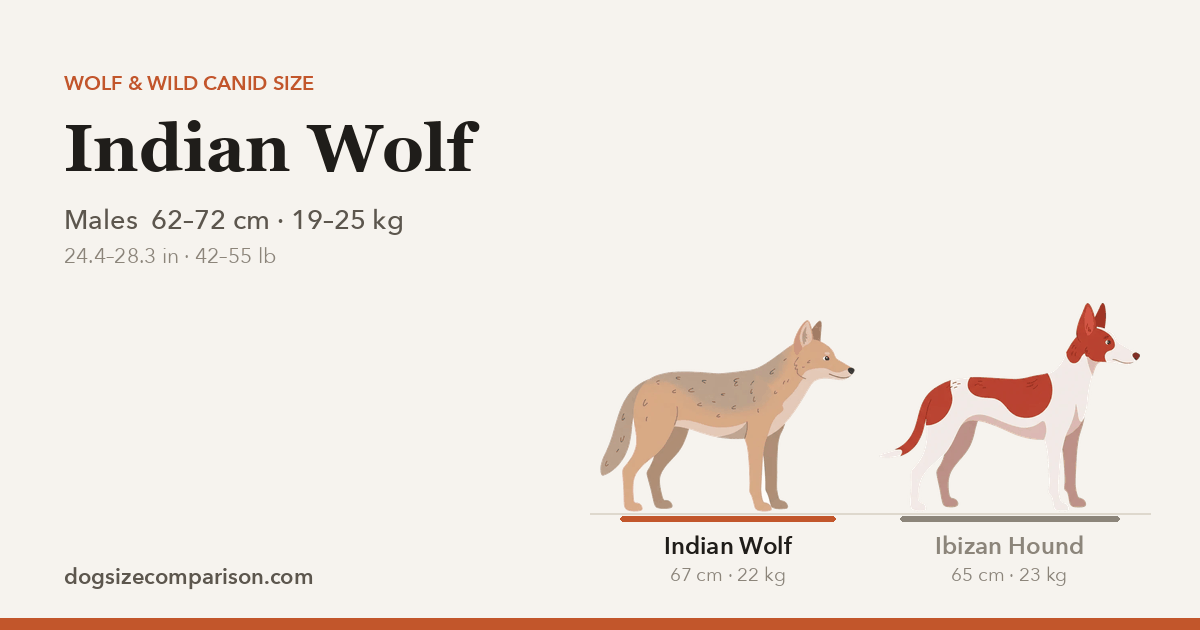 WOLF & WILD CANID SIZE
Indian Wolf
Males 62–72 cm · 19–25 kg
24.4–28.3 in · 42–55 lb
Indian Wolf
67 cm · 22 kg
Ibizan Hound
65 cm · 23 kg
dogsizecomparison.com